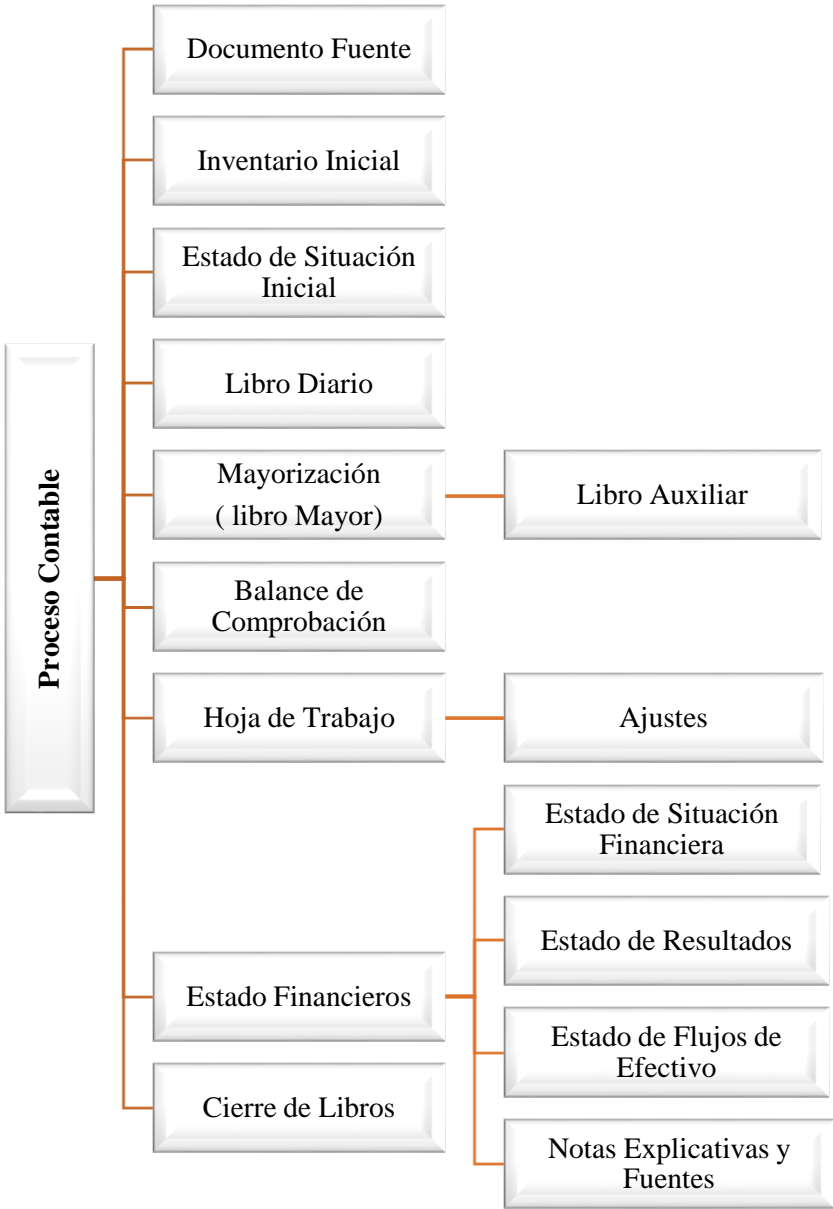 Proceso Contable
Documento Fuente
Inventario Inicial
Estado de Situación
Inicial
Libro Diario
Mayorización
( libro Mayor)
Libro Auxiliar
Balance de
Comprobación
Hoja de Trabajo
Ajustes
Estado Financieros
Estado de Situación
Financiera
Estado de Resultados
Estado de Flujos de
Efectivo
Notas Explicativas y
Fuentes
Cierre de Libros